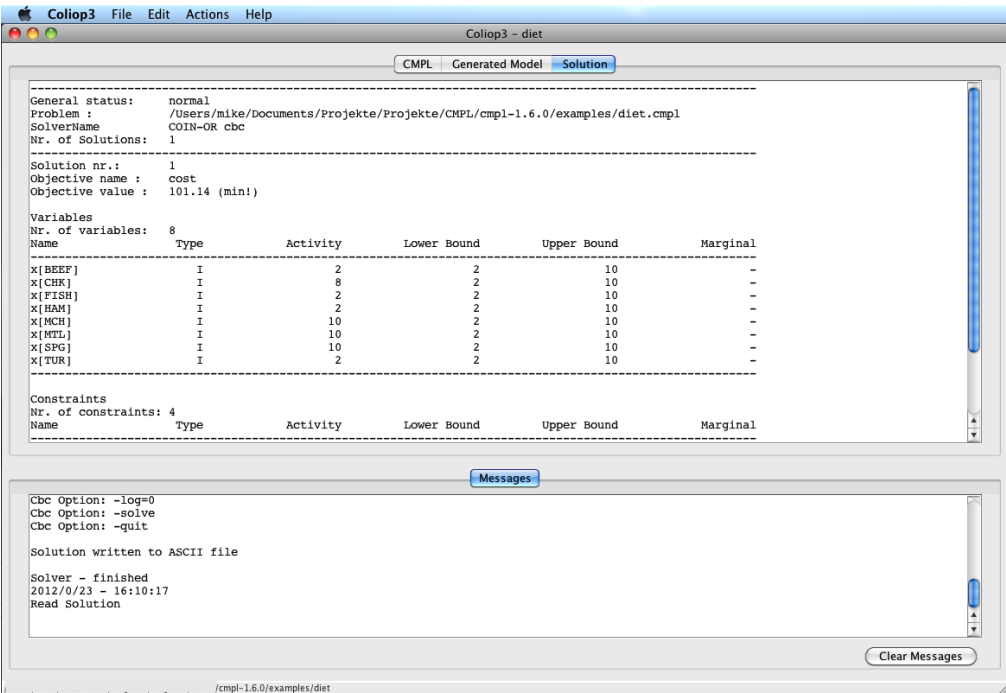 Coliop3 File Edit Actions Help
Coliop3 - diet
CMPL Generated Model Solution
General status: normal
Problem : /Users/mike/Documents/Projekte/Projekte/CMPL/cmpl-1.6.0/examples/diet.cmpl
SolverName COIN-OR cbc
Nr. of Solutions: 1
Solution nr.: 1
Objective name : cost
Objective value : 101.14 (min!)
Variables
Nr. of variables: 8
Name Type Activity Lower Bound Upper Bound Marginal
x[BEEF] I 2 2 10 -
x[CHK] I 8 2 10 -
x[FISH] I 2 2 10 -
x[HAM] I 2 2 10 -
x[MCH] I 10 2 10 -
x[MTL] I 10 2 10 -
x[SPG] I 10 2 10 -
x[TUR] I 2 2 10 -
Constraints
Nr. of constraints: 4
Name Type Activity Lower Bound Upper Bound Marginal
Messages
Cbc Option: -log=0
Cbc Option: -solve
Cbc Option: -quit
Solution written to ASCII file
Solver - finished
2012/0/23 - 16:10:17
Read Solution
Clear Messages
/cmpl-1.6.0/examples/diet